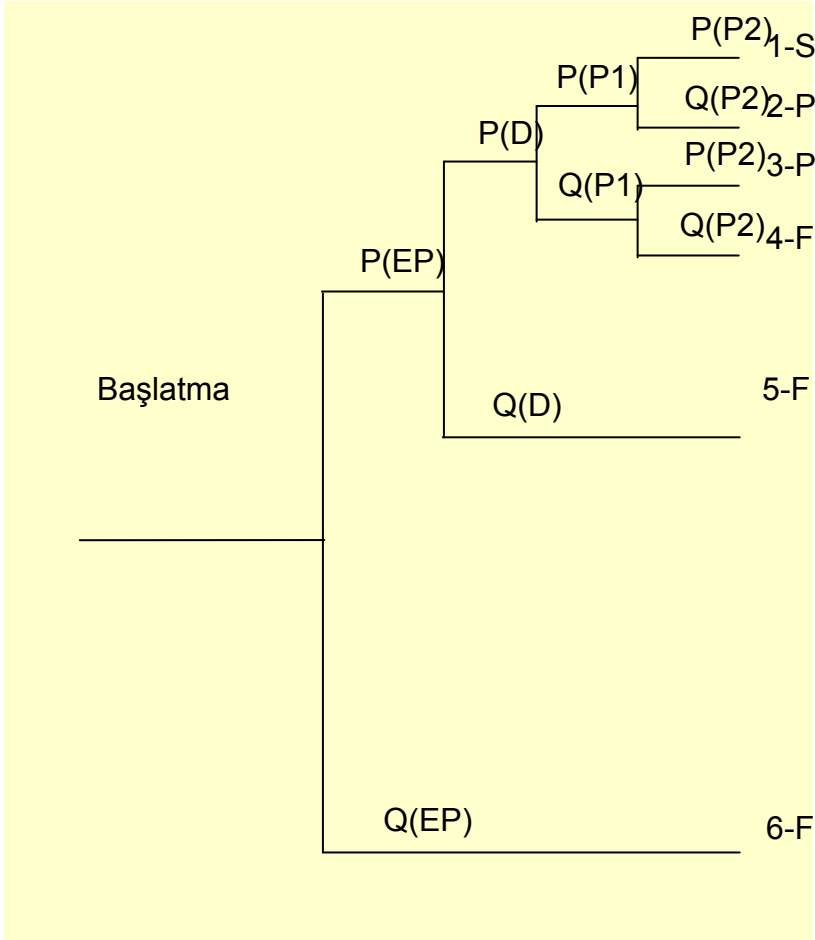 P(P2) 1-S
P(P1)
Q(P2) 2-P
P(D)
P(P2) 3-P
Q(P1)
Q(P2) 4-F
P(EP)
Başlatma
5-F
Q(D)
Q(EP)
6-F